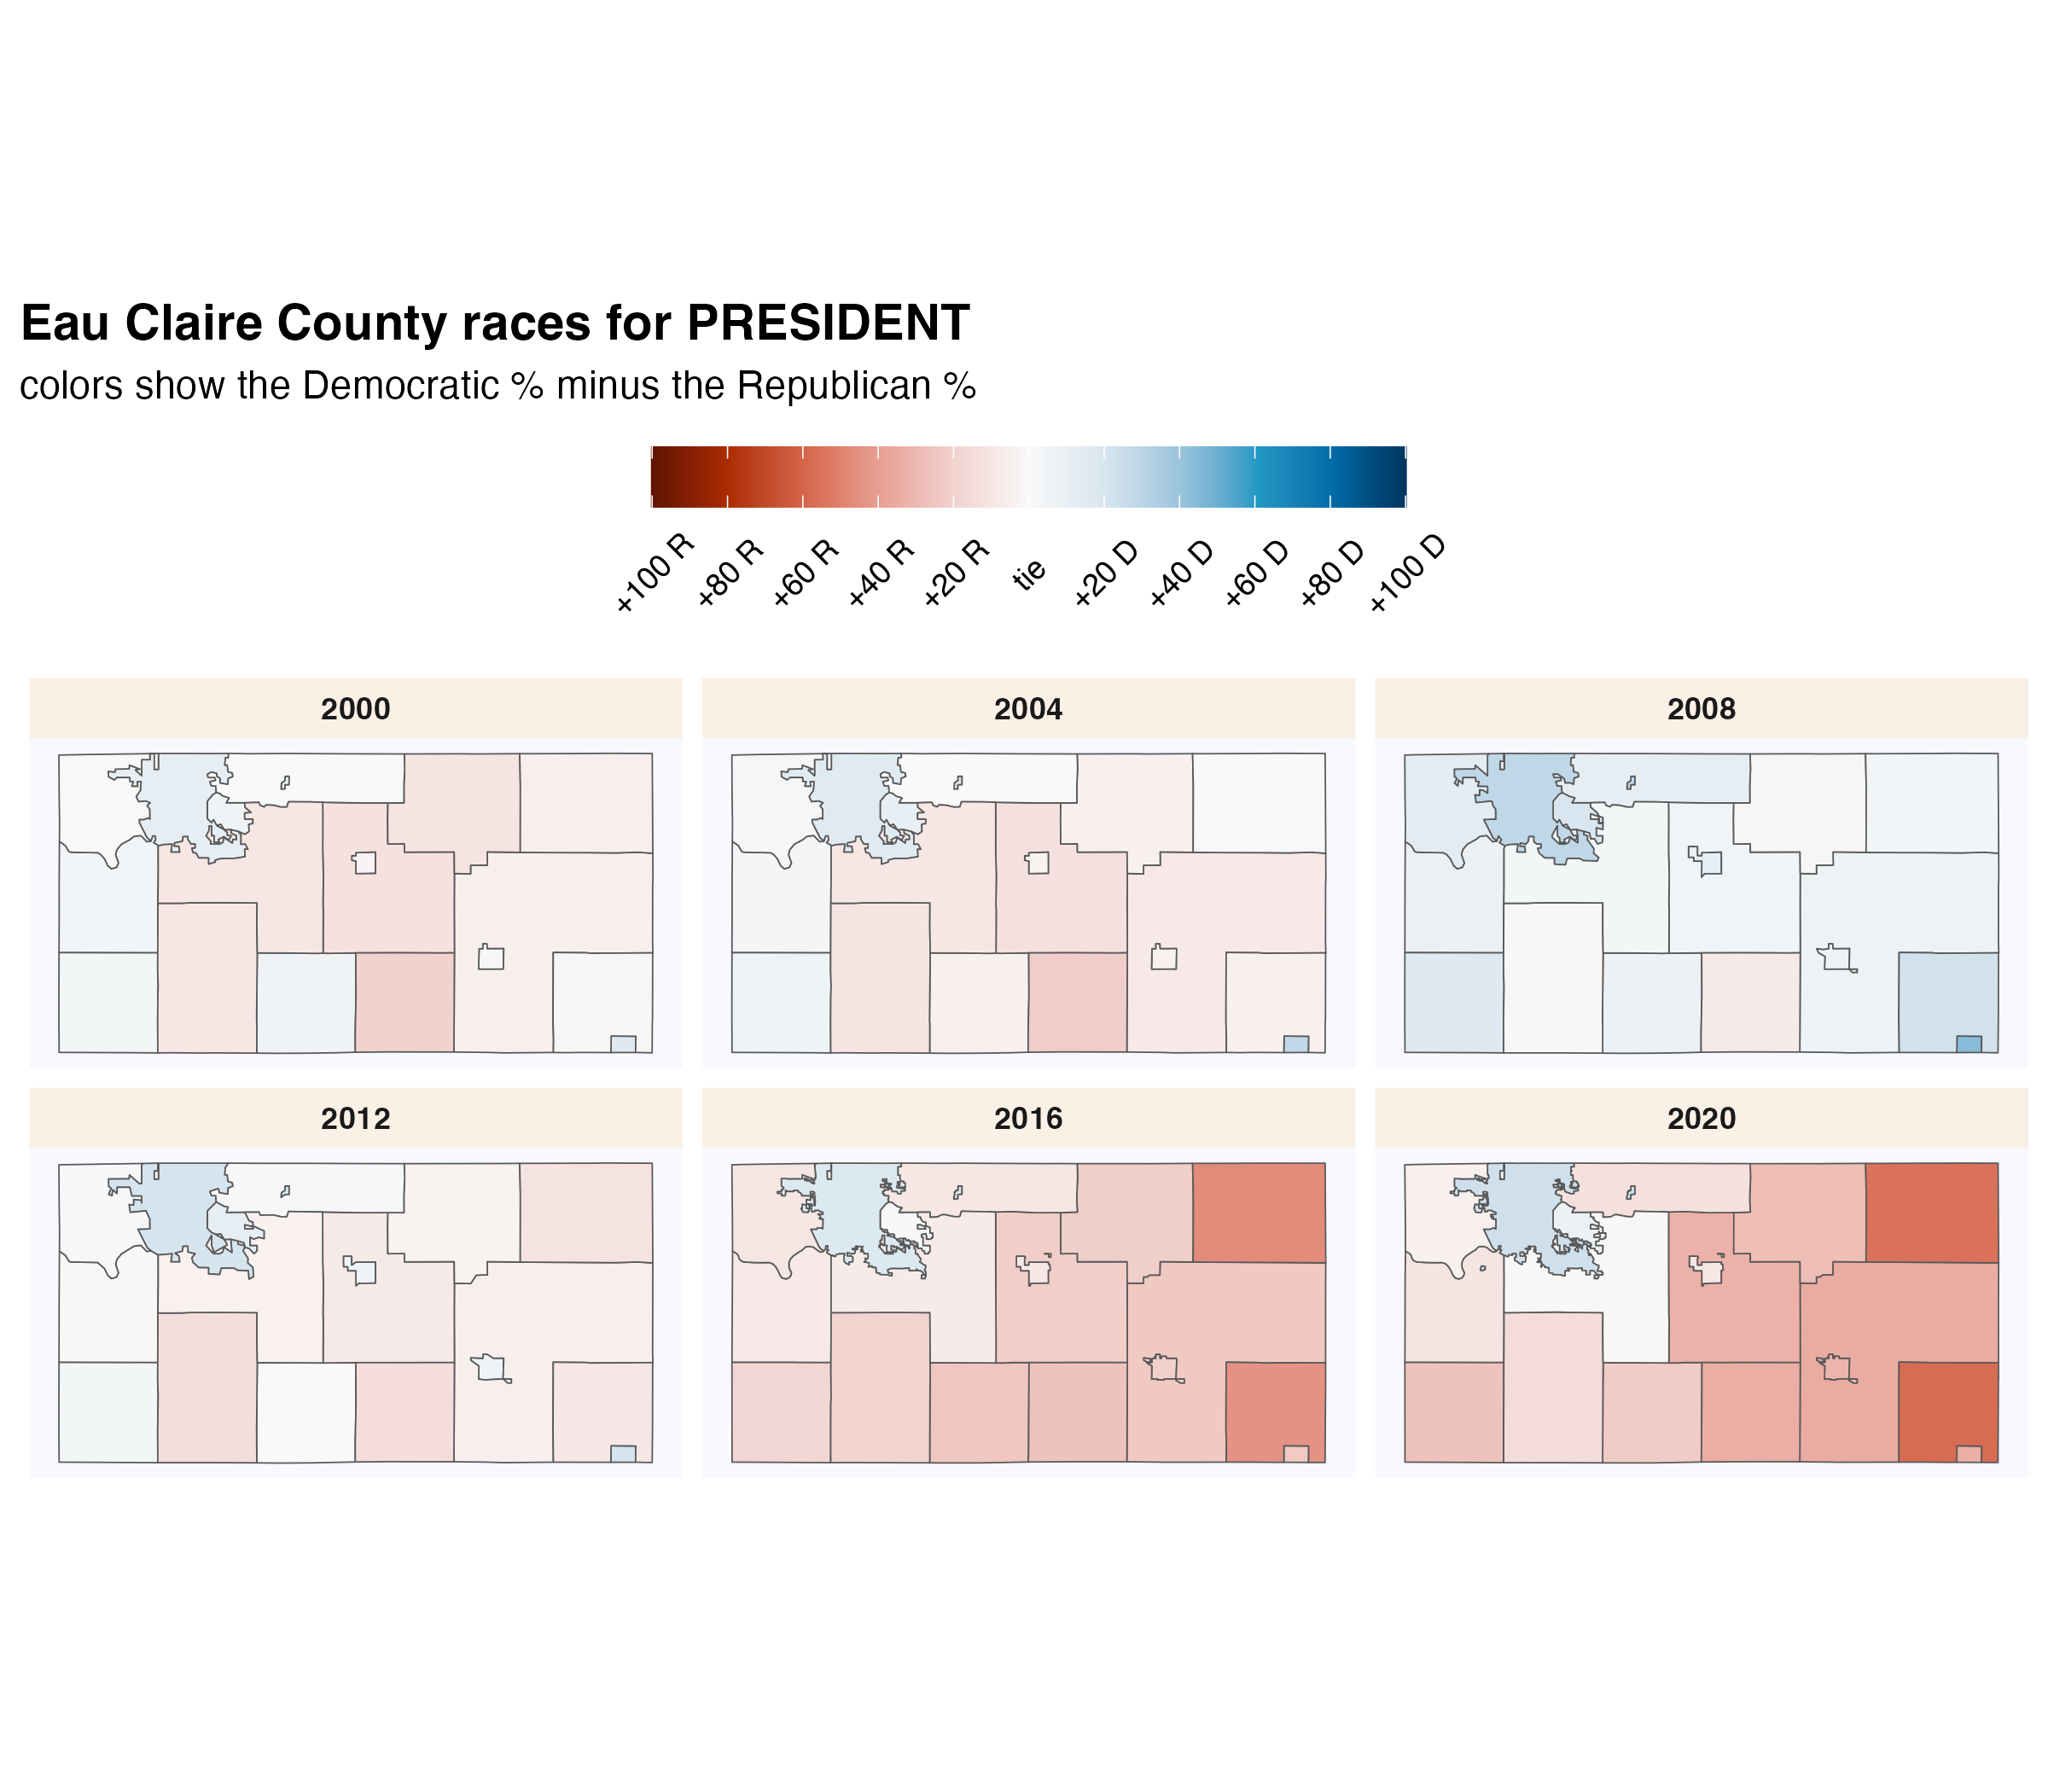 Eau Claire County races for PRESIDENT
colors show the Democratic % minus the Republican %
+100 R
+80 R
+60 R
+40 R
+20 R
tie
+20 D
+40 D
+60 D
+80 D
+100 D
2000
2004
2008
2012
2016
2020